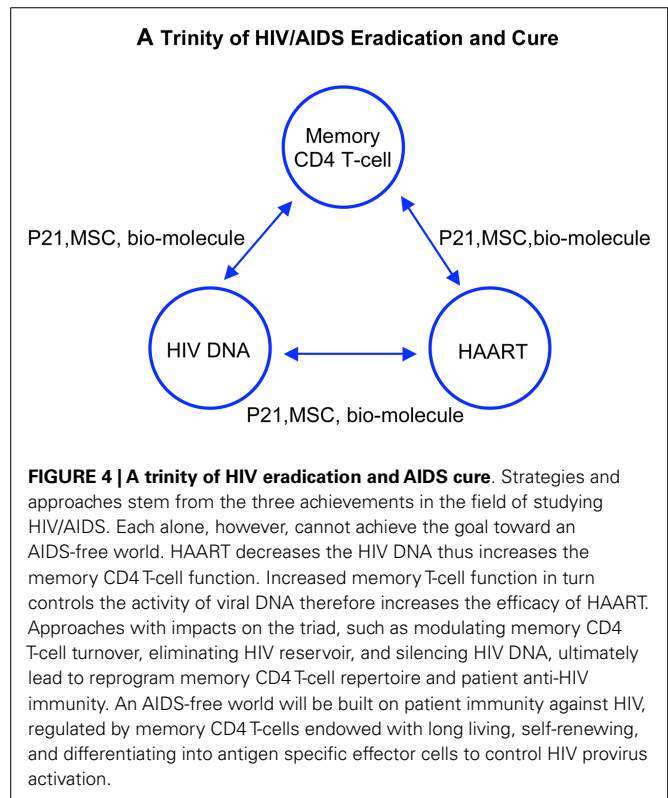 A Trinity of HIV/AIDS Eradication and Cure
Memory
CD4 T-cell
P21,MSC, bio-molecule
P21,MSC,bio-molecule
HIV DNA
HAART
P21,MSC, bio-molecule
FIGURE 4 | A trinity of HIV eradication and AIDS cure. Strategies and
approaches stem from the three achievements in the field of studying
HIV/AIDS. Each alone, however, cannot achieve the goal toward an
AIDS-free world. HAART decreases the HIV DNA thus increases the
memory CD4 T-cell function. Increased memory T-cell function in turn
controls the activity of viral DNA therefore increases the efficacy of HAART.
Approaches with impacts on the triad, such as modulating memory CD4
T-cell turnover, eliminating HIV reservoir, and silencing HIV DNA, ultimately
lead to reprogram memory CD4 T-cell repertoire and patient anti-HIV
immunity. An AIDS-free world will be built on patient immunity against HIV,
regulated by memory CD4 T-cells endowed with long living, self-renewing,
and differentiating into antigen specific effector cells to control HIV provirus
activation.